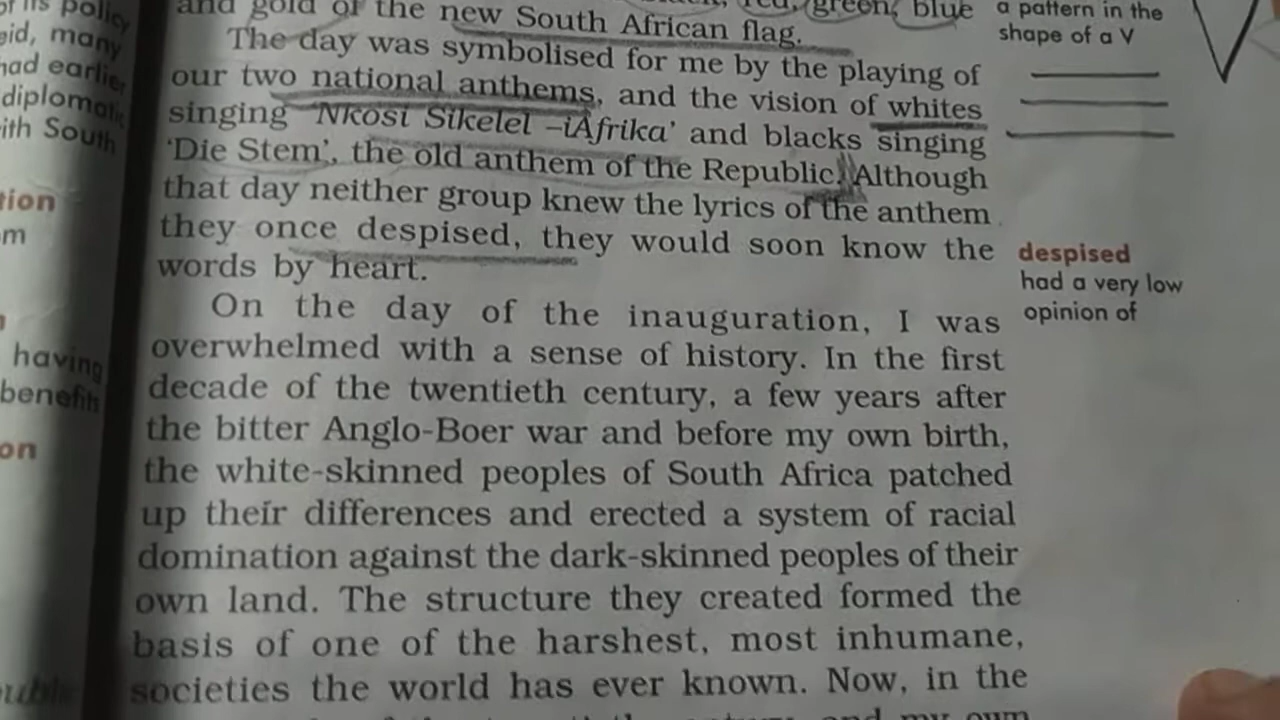 of its policy
eid, many
had earlier
diplomatic
with South
tion
m
having
benefits
on
and gold of the new South African flag.
The day was symbolised for me by the playing of
our two national anthems, and the vision of whites
singing ‘Nkosi Sikelel –iAfrika’ and blacks singing
‘Die Stem’, the old anthem of the Republic. Although
that day neither group knew the lyrics of the anthem
they once despised, they would soon know the
words by heart.
On the day of the inauguration, I was
overwhelmed with a sense of history. In the first
decade of the twentieth century, a few years after
the bitter Anglo-Boer war and before my own birth,
the white-skinned peoples of South Africa patched
up their differences and erected a system of racial
domination against the dark-skinned peoples of their
own land. The structure they created formed the
basis of one of the harshest, most inhumane,
societies the world has ever known. Now, in the
and my own
a pattern in the
shape of a V
despised
had a very low
opinion of